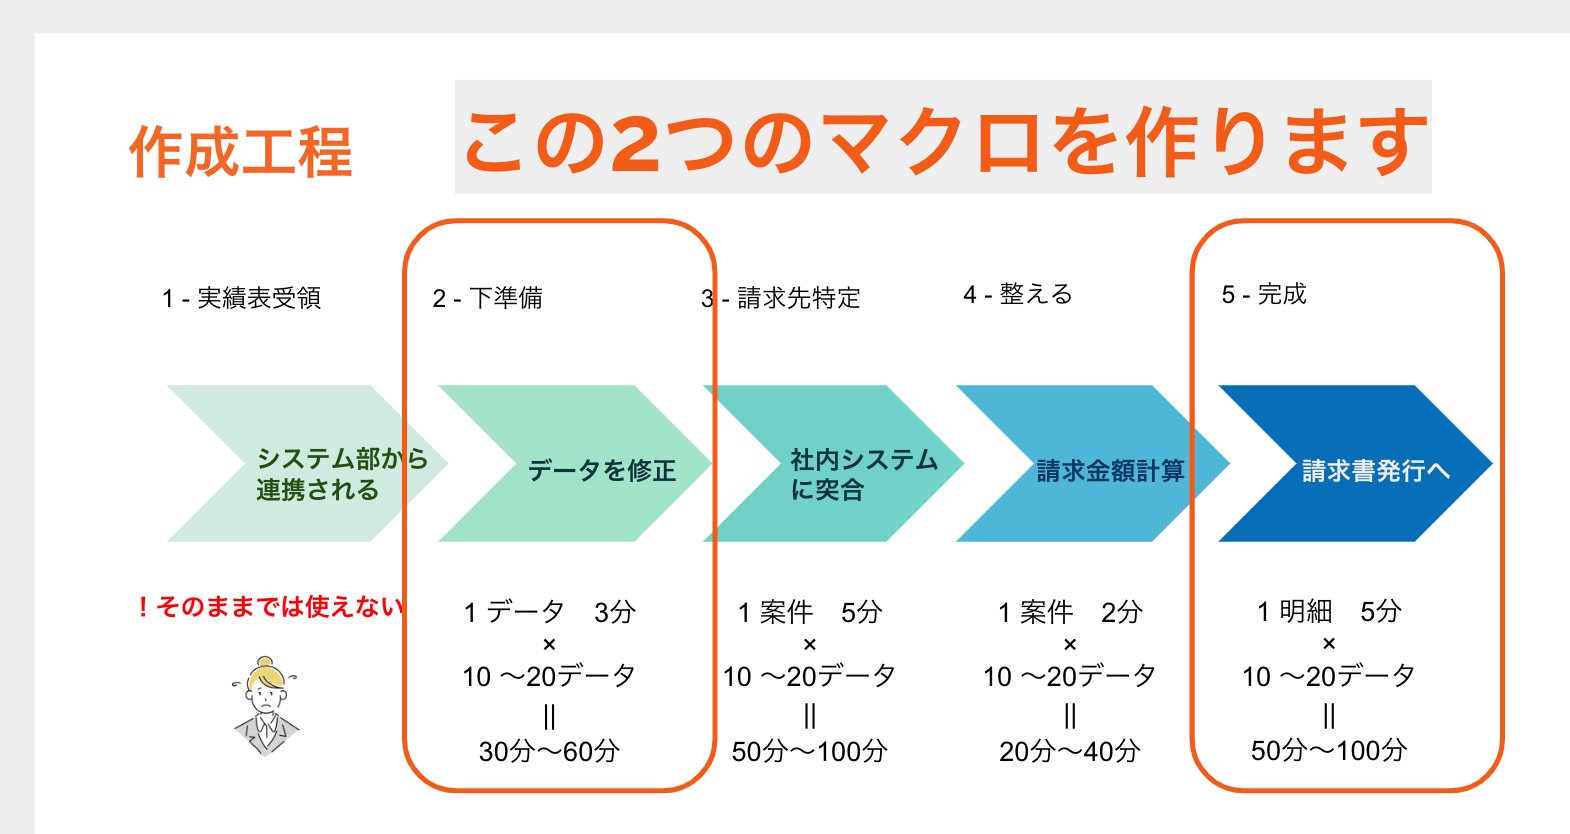 作成工程
この2つのマクロを作ります
1 - 実績表受領
2 - 下準備
3 - 請求先特定
4 - 整える
5 - 完成
システム部から
連携される
データを修正
社内システム
に突合
請求金額計算
請求書発行へ
！そのままでは使えない
1 データ　3分
×
10 〜20データ
||
30分〜60分
1 案件　5分
×
10 〜20データ
||
50分〜100分
1 案件　2分
×
10 〜20データ
||
20分〜40分
1 明細　5分
×
10 〜20データ
||
50分〜100分